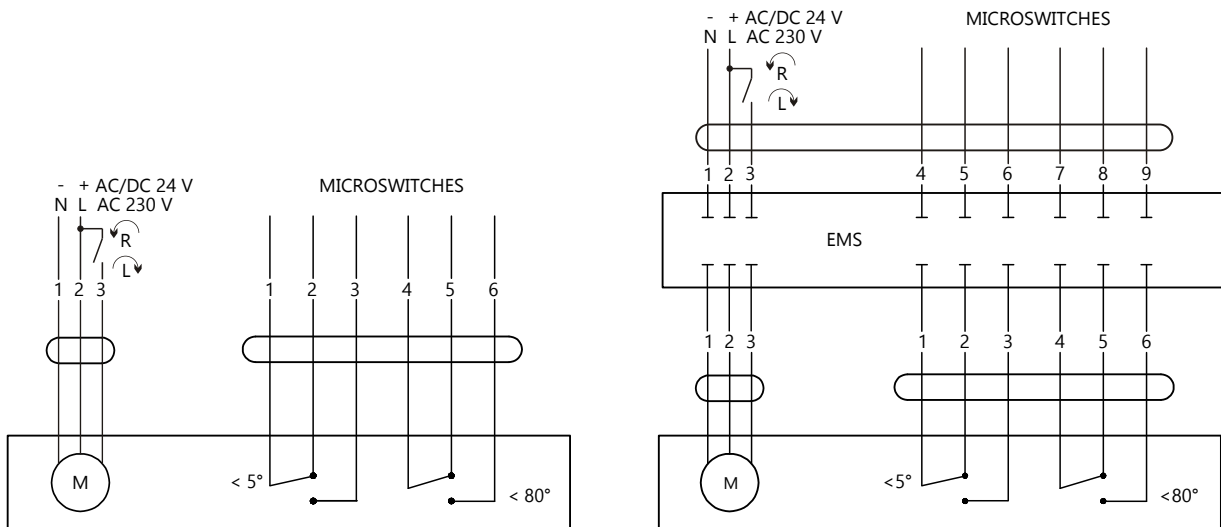 - + AC/DC 24 V
N L AC 230 V
MICROSWITCHES
R
L
1 2 3 1 2 3 4 5 6
M
< 5°
< 80°
- + AC/DC 24 V
N L AC 230 V
MICROSWITCHES
R
L
1 2 3 4 5 6 7 8 9
EMS
1 2 3 1 2 3 4 5 6
M
<5°
<80°